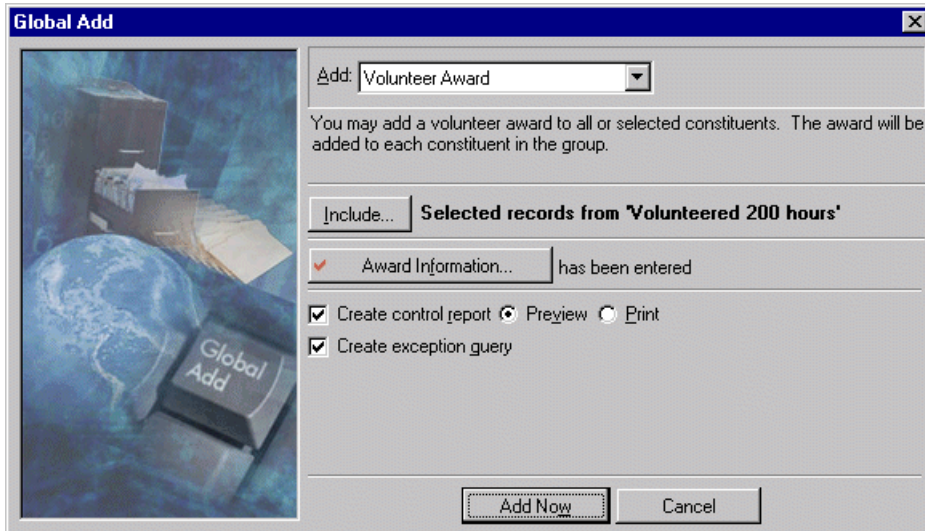 Global Add
Add: Volunteer Award
You may add a volunteer award to all or selected constituents. The award will be
added to each constituent in the group.
Include... Selected records from 'Volunteered 200 hours'
Award Information... has been entered
Create control report Preview Print
Create exception query
Global
Add
Add Now Cancel